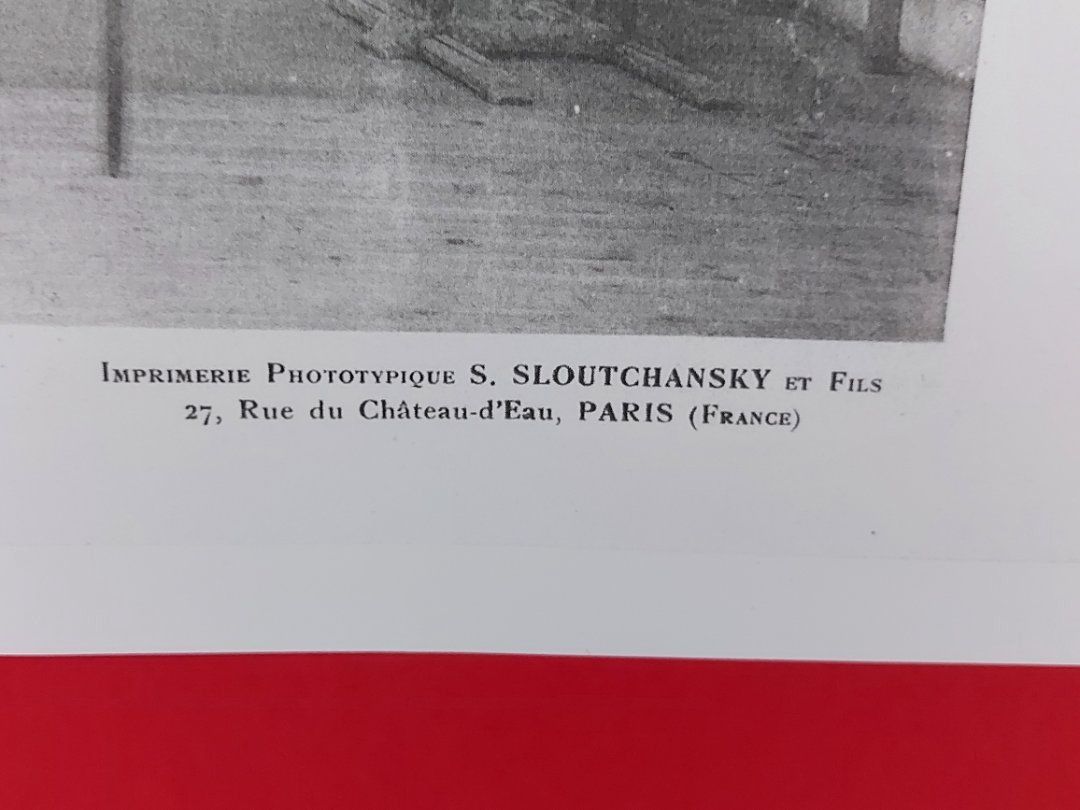 Imprimerie Phototypique S. SLOUTCHANSKY et Fils
27, Rue du Château-d'Eau, PARIS (France)